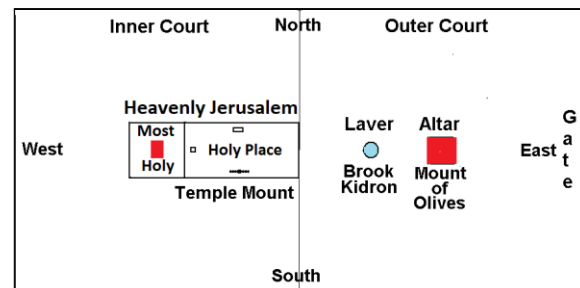 Inner Court
North
Outer Court
Heavenly Jerusalem
Most
Holy
Holy Place
Temple Mount
West
Laver
Brook
Kidron
Altar
Mount
of
Olives
East
Gate
South